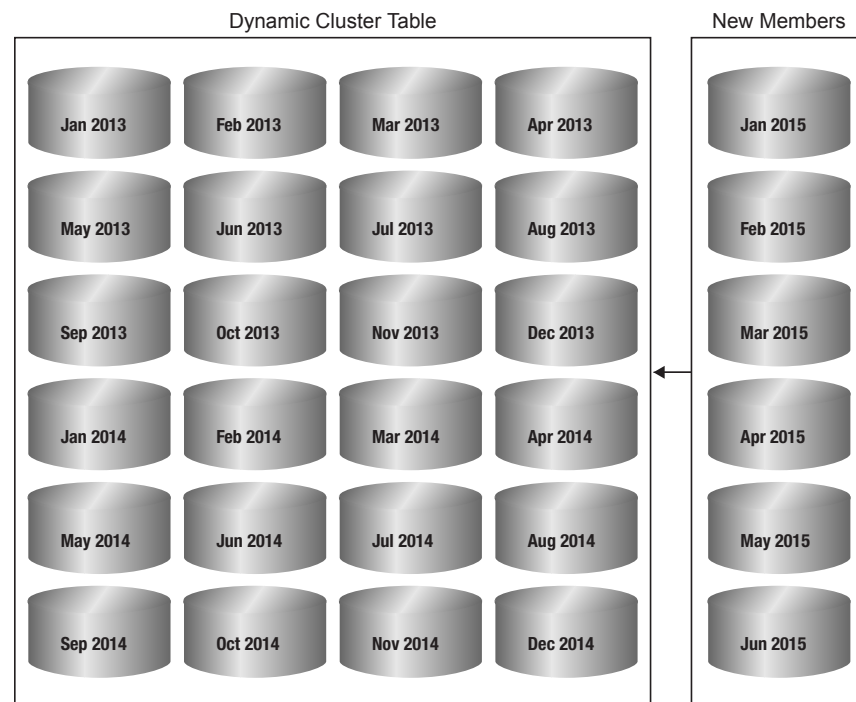 Dynamic Cluster Table
New Members
Jan 2013
Feb 2013
Mar 2013
Apr 2013
Jan 2015
May 2013
Jun 2013
Jul 2013
Aug 2013
Feb 2015
Sep 2013
Oct 2013
Nov 2013
Dec 2013
Mar 2015
Jan 2014
Feb 2014
Mar 2014
Apr 2014
Apr 2015
May 2014
Jun 2014
Jul 2014
Aug 2014
May 2015
Sep 2014
Oct 2014
Nov 2014
Dec 2014
Jun 2015